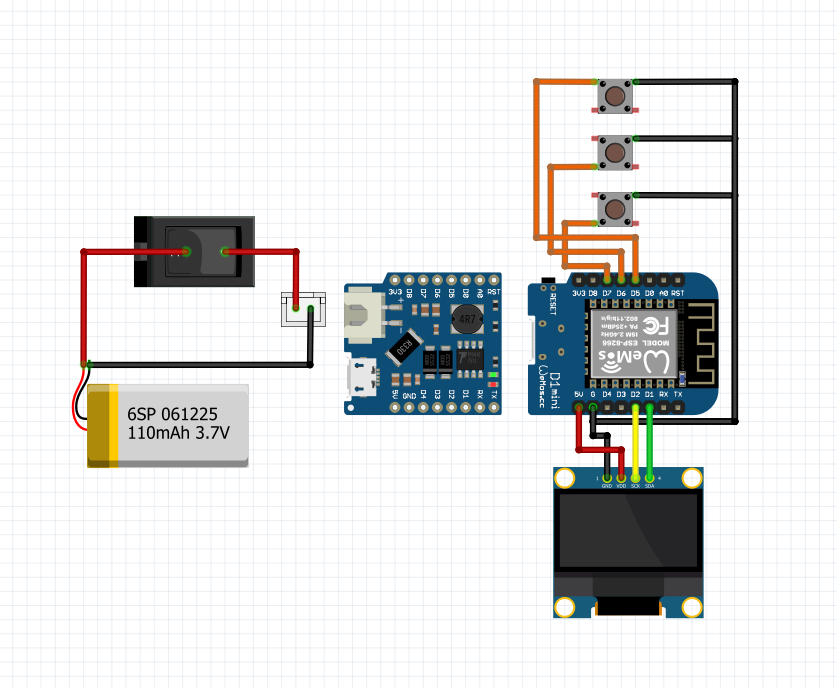 6SP 061225
110mAh 3.7V
3V3 D8 D7 D6 D5 D0 A0 RST
+
-
4R7
R330
5V GND D4 D3 D2 D1 RX TX
3V3 D8 D7 D6 D5 D0 A0 RST
RESET
802.11b/g/n
PA +25dBm
ISM 2.4GHz
FC
MODEL ESP-8266
WeMos
D1 mini
WeMos.cc
5V G D4 D3 D2 D1 RX TX
1 GND VDD SCK SDA 4